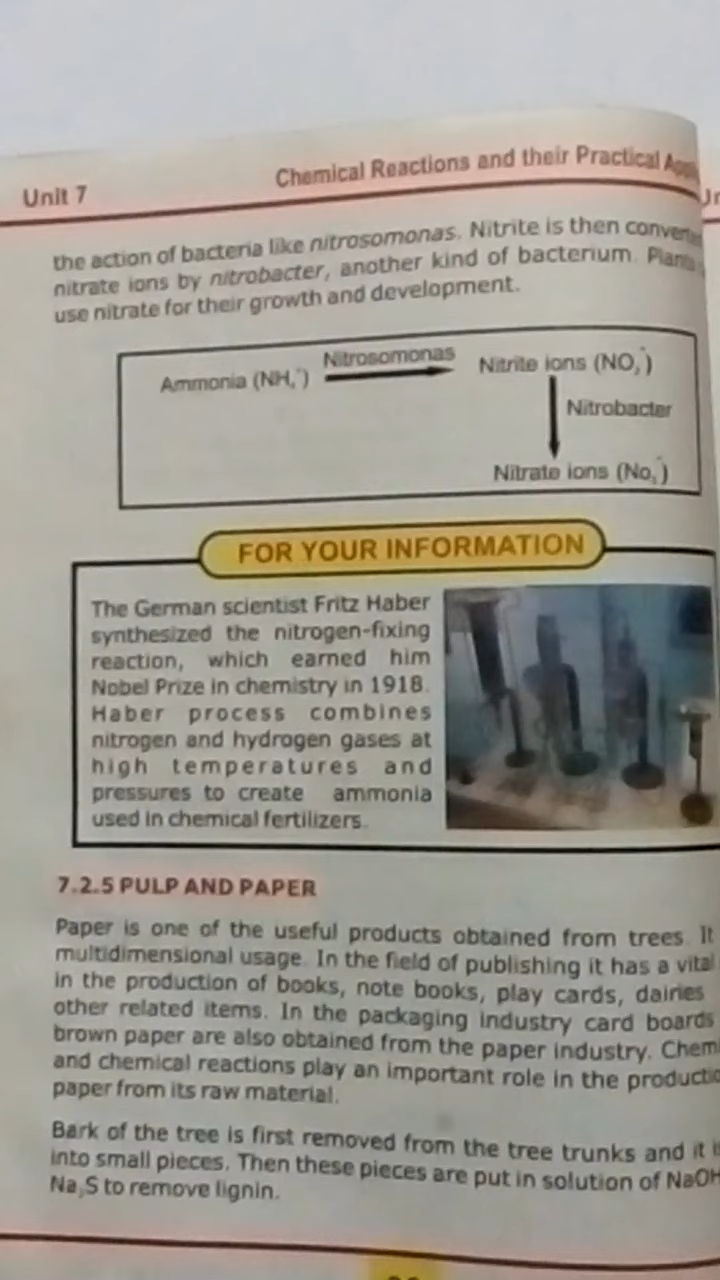 Unit 7
Chemical Reactions and their Practical
the action of bacteria like nitrosomonas. Nitrite is then
nitrate ions by nitrobacter, another kind of bacterium. Plants
use nitrate for their growth and development.
Nitrosomonas
Ammonia (NH₄⁻)
Nitrite ions (NO₂⁻)
Nitrobacter
Nitrate ions (No₃⁻)
FOR YOUR INFORMATION
The German scientist Fritz Haber
synthesized the nitrogen-fixing
reaction, which earned him
Nobel Prize in chemistry in 1918.
Haber process combines
nitrogen and hydrogen gases at
high temperatures and
pressures to create ammonia
used in chemical fertilizers.
7.2.5 PULP AND PAPER
Paper is one of the useful products obtained from trees. It
multidimensional usage. In the field of publishing it has a vital
in the production of books, note books, play cards, dairies
other related items. In the packaging industry card boards
brown paper are also obtained from the paper industry.
and chemical reactions play an important role in the
paper from its raw material.
Bark of the tree is first removed from the tree trunks and it
into small pieces. Then these pieces are put in solution of NaOH
Na₂S to remove lignin.